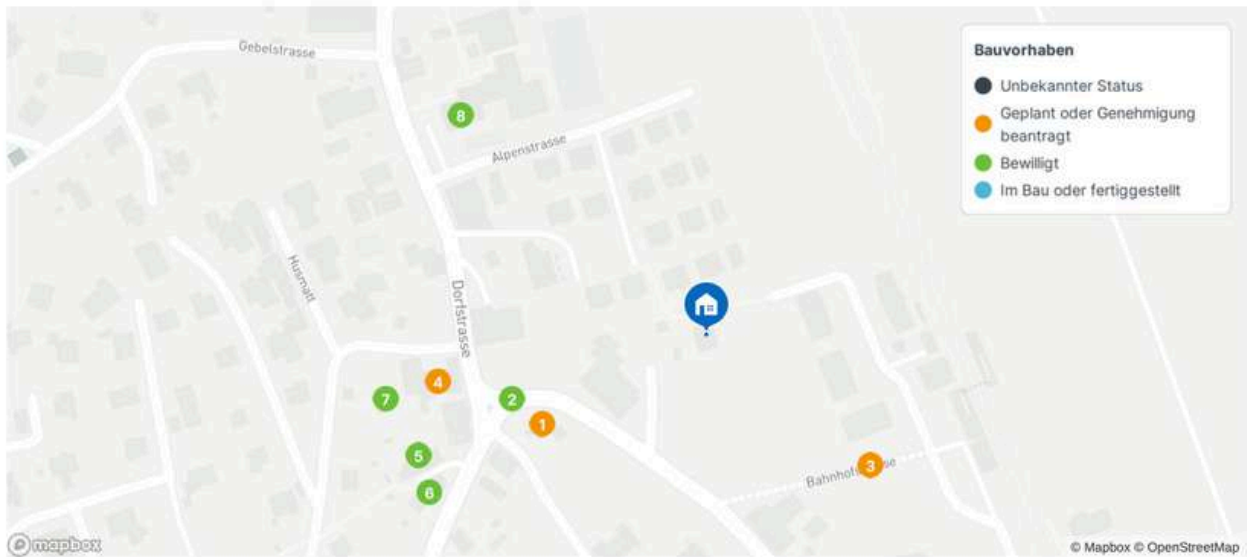 Gebelstrasse
Bauvorhaben
Unbekannter Status
Geplant oder Genehmigung
beantragt
Bewilligt
Im Bau oder fertiggestellt
8
Alpenstrasse
Husmatt
Dorfstrasse
4
7
2
1
5
3
Bahnhofstrasse
6
mapbox
© Mapbox © OpenStreetMap